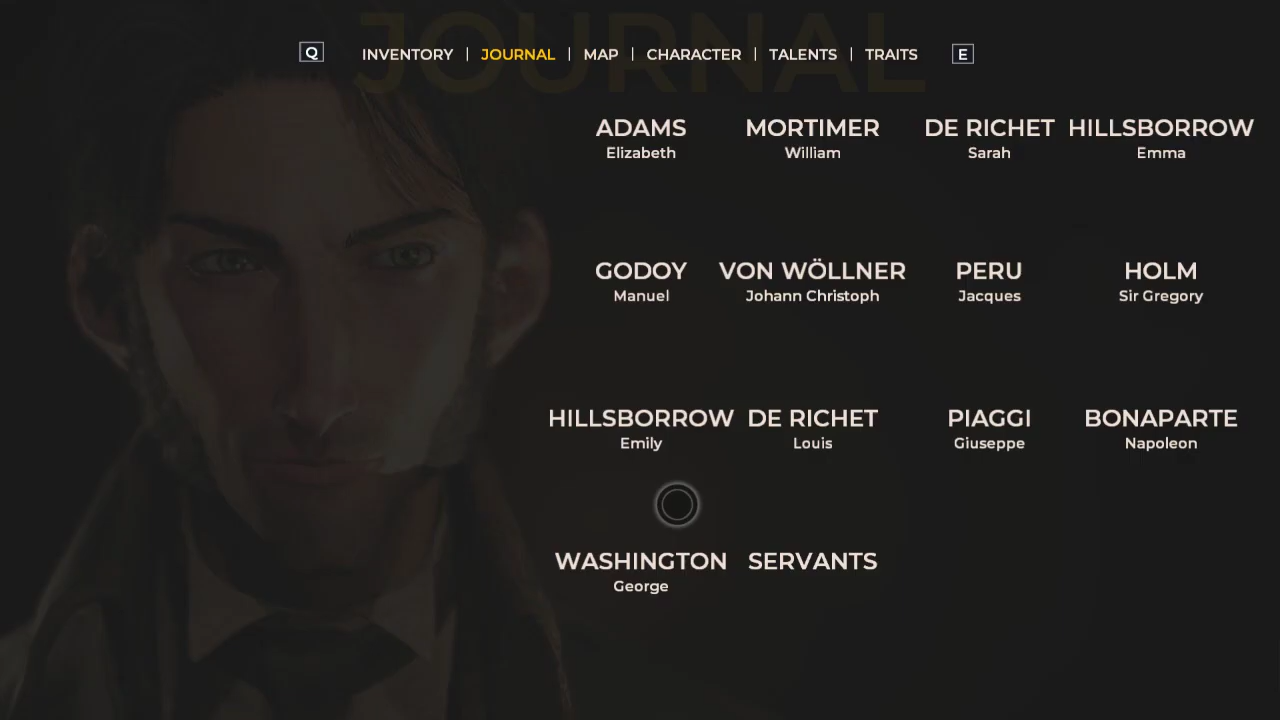 JOURNAL
Q INVENTORY | JOURNAL | MAP | CHARACTER | TALENTS | TRAITS E
ADAMS MORTIMER DE RICHET HILLSBORROW
Elizabeth William Sarah Emma
GODOY VON WÖLLNER PERU HOLM
Manuel Johann Christoph Jacques Sir Gregory
HILLSBORROW DE RICHET PIAGGI BONAPARTE
Emily Louis Giuseppe Napoleon
WASHINGTON SERVANTS
George